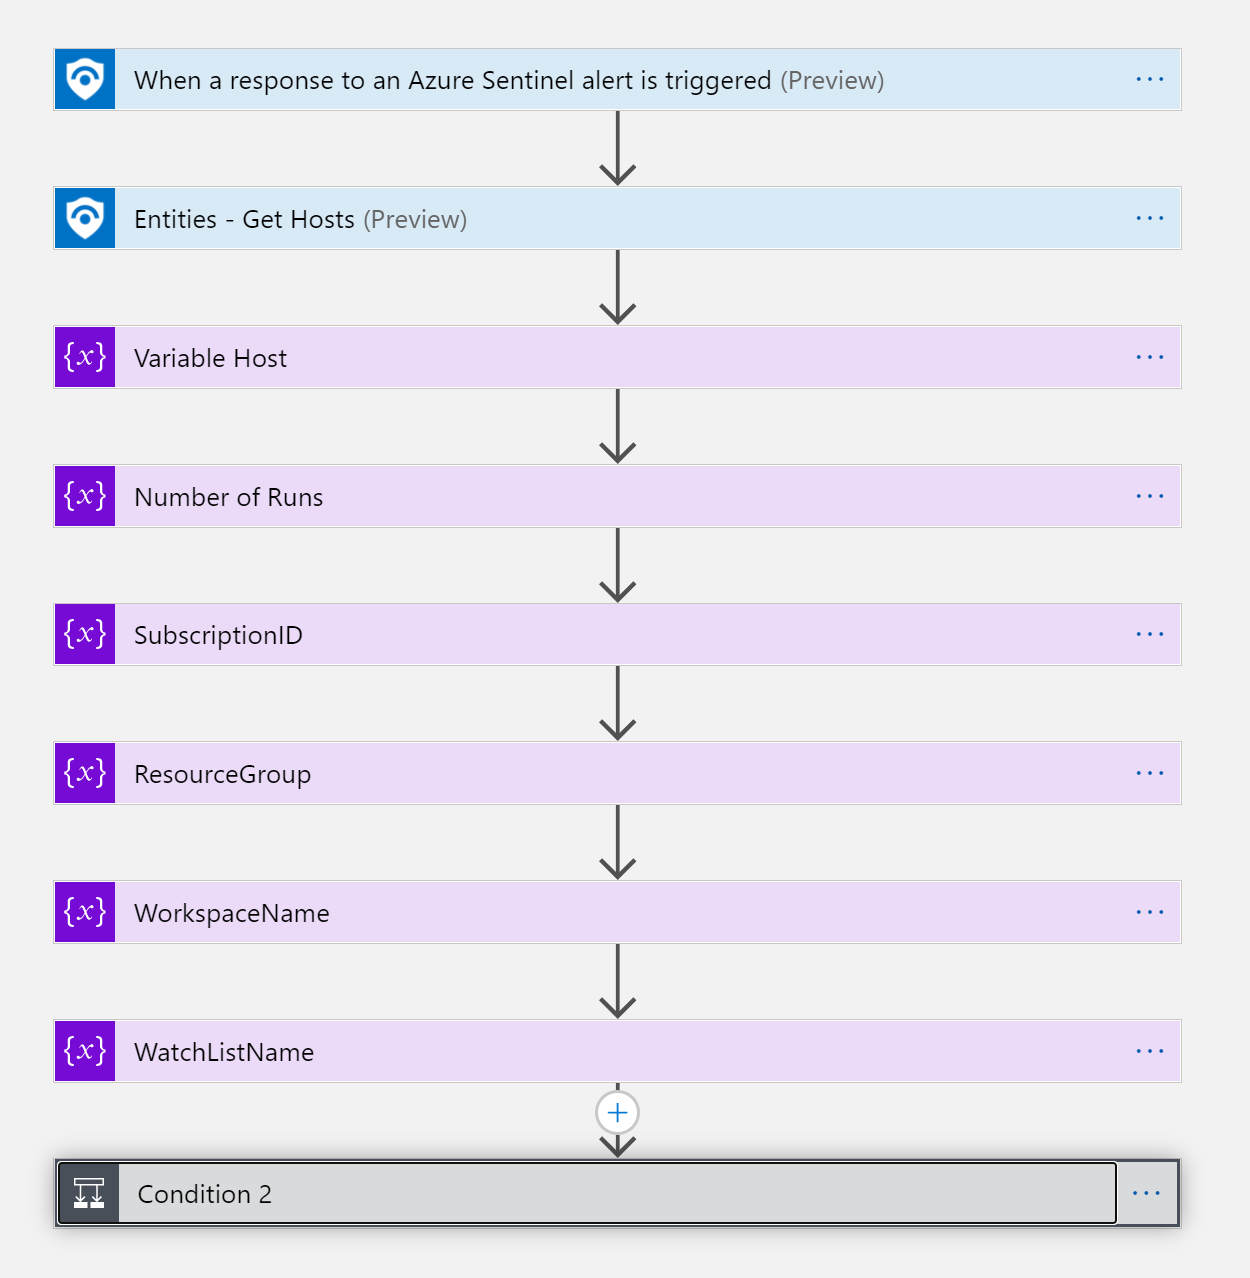 When a response to an Azure Sentinel alert is triggered (Preview)
Entities - Get Hosts (Preview)
{x} Variable Host
{x} Number of Runs
{x} SubscriptionID
{x} ResourceGroup
{x} WorkspaceName
{x} WatchListName
Condition 2